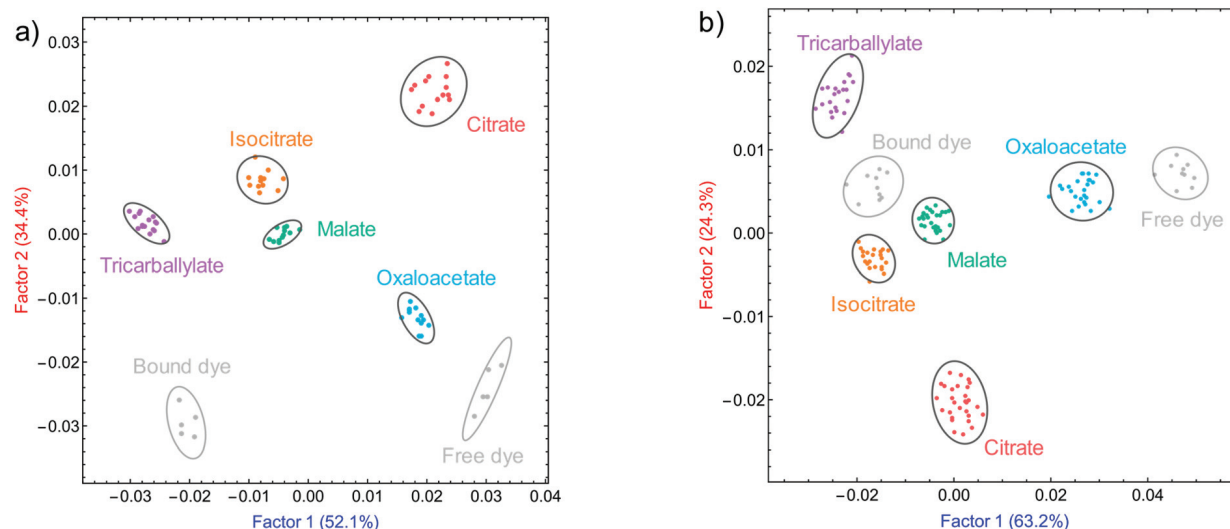 a)
0.03
0.02
0.01
0.00
−0.01
−0.02
−0.03
Factor 2 (34.4%)
Citrate
Isocitrate
Malate
Tricarballylate
Oxaloacetate
Bound dye
Free dye
−0.03 −0.02 −0.01 0.00 0.01 0.02 0.03 0.04
Factor 1 (52.1%)
b)
0.02
0.01
0.00
−0.01
−0.02
Factor 2 (24.3%)
Tricarballylate
Bound dye
Oxaloacetate
Free dye
Malate
Isocitrate
Citrate
−0.02 0.00 0.02 0.04
Factor 1 (63.2%)